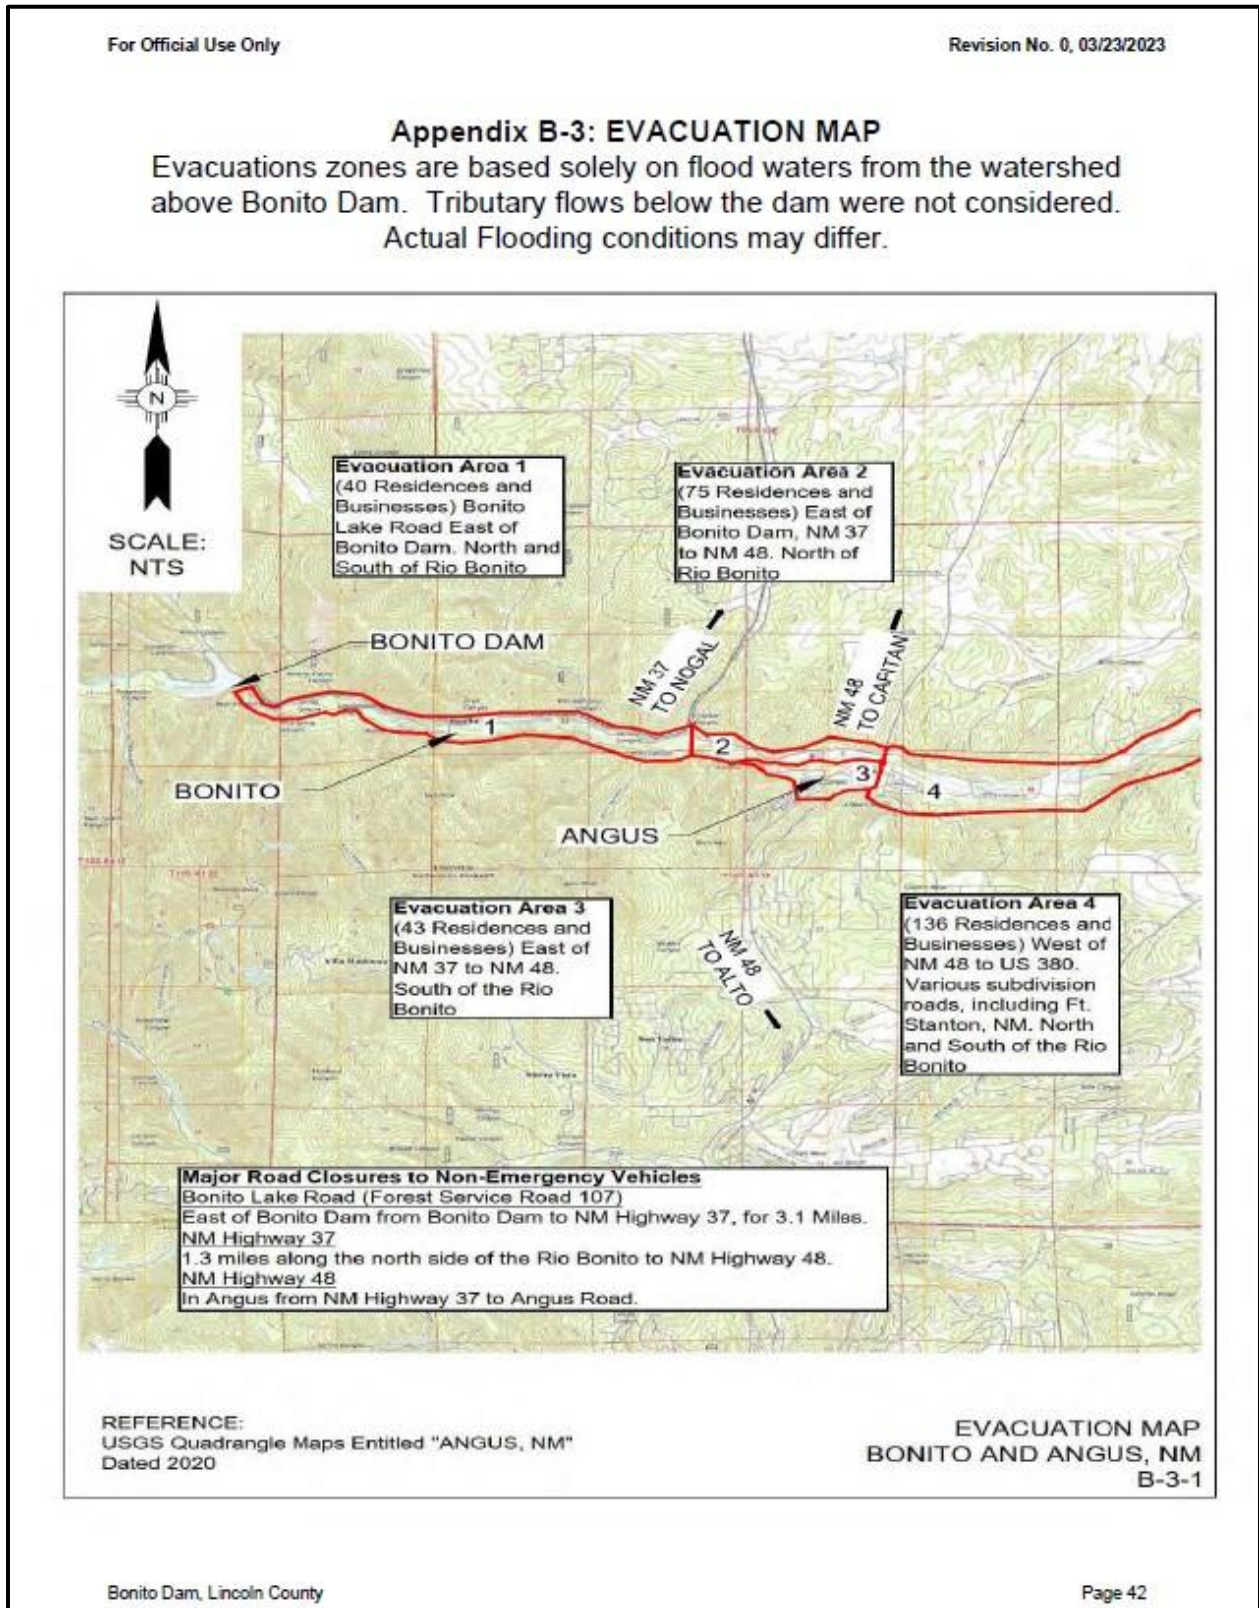 For Official Use Only
Revision No. 0, 03/23/2023
Appendix B-3: EVACUATION MAP
Evacuations zones are based solely on flood waters from the watershed
above Bonito Dam. Tributary flows below the dam were not considered.
Actual Flooding conditions may differ.
N
SCALE:
NTS
Evacuation Area 1
(40 Residences and
Businesses) Bonito
Lake Road East of
Bonito Dam. North and
South of Rio Bonito
Evacuation Area 2
(75 Residences and
Businesses) East of
Bonito Dam, NM 37
to NM 48. North of
Rio Bonito
BONITO DAM
NM 37
TO NOGAL
NM 48
TO CAPITAN
1
2
3
4
BONITO
ANGUS
Evacuation Area 3
(43 Residences and
Businesses) East of
NM 37 to NM 48.
South of the Rio
Bonito
NM 48
TO ALTO
Evacuation Area 4
(136 Residences and
Businesses) West of
NM 48 to US 380.
Various subdivision
roads, including Ft.
Stanton, NM. North
and South of the Rio
Bonito
Major Road Closures to Non-Emergency Vehicles
Bonito Lake Road (Forest Service Road 107)
East of Bonito Dam from Bonito Dam to NM Highway 37, for 3.1 Miles.
NM Highway 37
1.3 miles along the north side of the Rio Bonito to NM Highway 48.
NM Highway 48
In Angus from NM Highway 37 to Angus Road.
REFERENCE:
USGS Quadrangle Maps Entitled "ANGUS, NM"
Dated 2020
EVACUATION MAP
BONITO AND ANGUS, NM
B-3-1
Bonito Dam, Lincoln County
Page 42